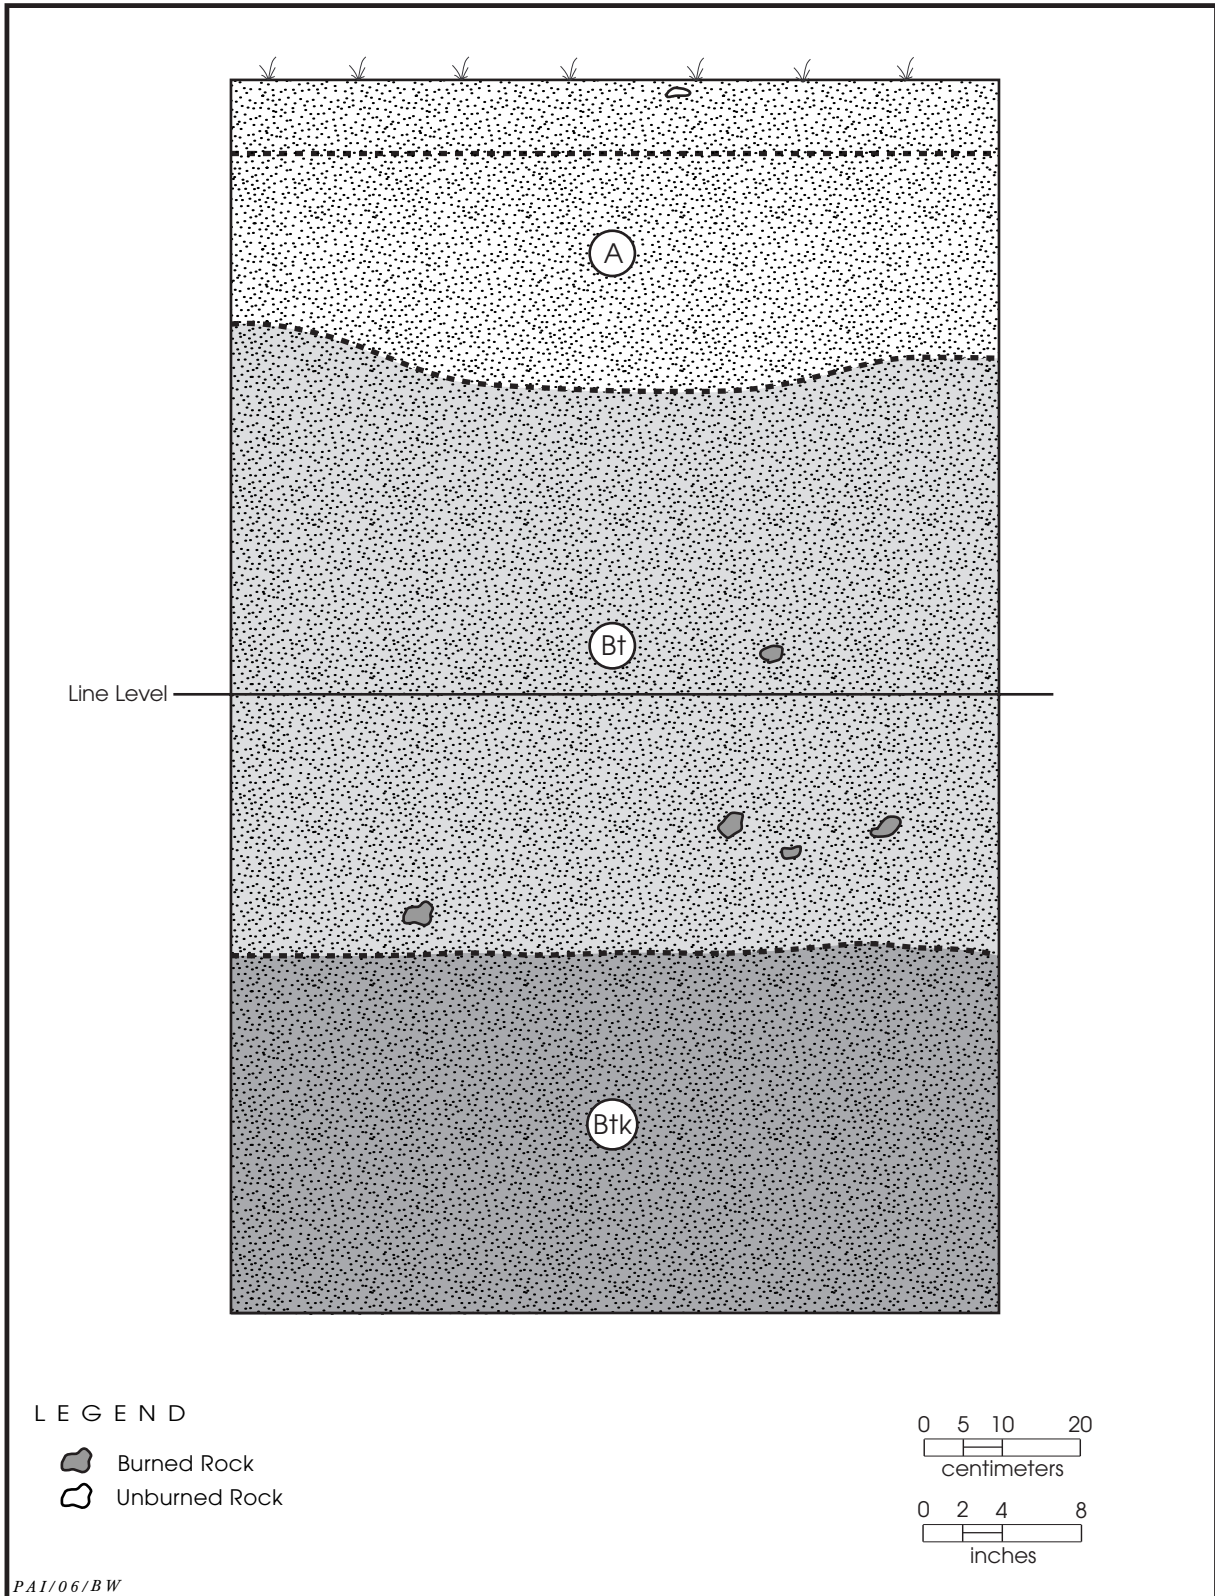 A
Bt
Line Level
Btk
LEGEND
Burned Rock
Unburned Rock
0 5 10 20
centimeters
0 2 4 8
inches
PAI/06/BW